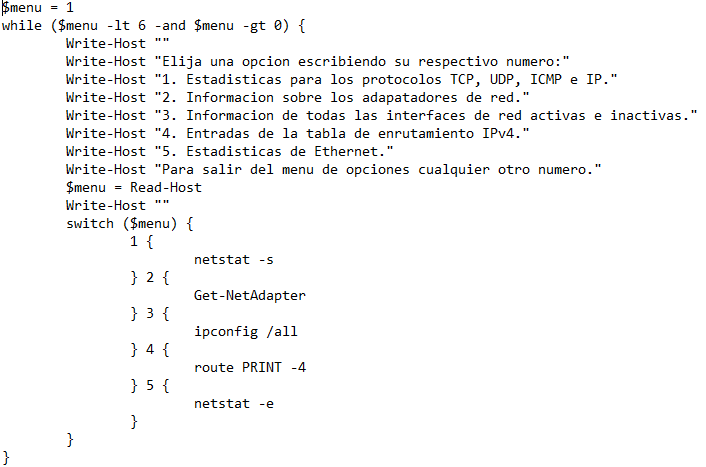 $menu = 1
while ($menu -lt 6 -and $menu -gt 0) {
Write-Host ""
Write-Host "Elija una opcion escribiendo su respectivo numero:"
Write-Host "1. Estadisticas para los protocolos TCP, UDP, ICMP e IP."
Write-Host "2. Informacion sobre los adapatadores de red."
Write-Host "3. Informacion de todas las interfaces de red activas e inactivas."
Write-Host "4. Entradas de la tabla de enrutamiento IPv4."
Write-Host "5. Estadisticas de Ethernet."
Write-Host "Para salir del menu de opciones cualquier otro numero."
$menu = Read-Host
Write-Host ""
switch ($menu) {
1 {
netstat -s
} 2 {
Get-NetAdapter
} 3 {
ipconfig /all
} 4 {
route PRINT -4
} 5 {
netstat -e
}
}
}